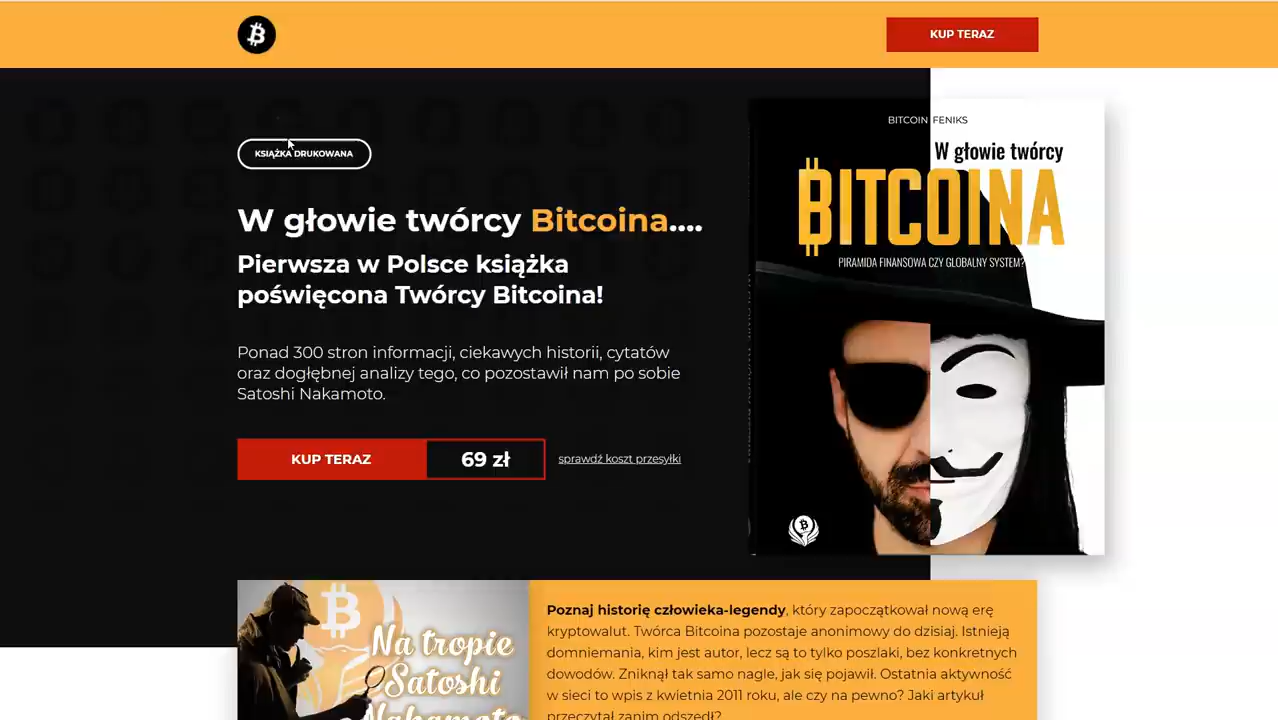 KUP TERAZ
KSIĄŻKA DRUKOWANA
W głowie twórcy Bitcoina....
Pierwsza w Polsce książka
poświęcona Twórcy Bitcoina!
Ponad 300 stron informacji, ciekawych historii, cytatów
oraz dogłębnej analizy tego, co pozostawił nam po sobie
Satoshi Nakamoto.
KUP TERAZ
69 zł
sprawdź koszt przesyłki
BITCOIN FENIKS
W głowie twórcy
BITCOINA
PIRAMIDA FINANSOWA CZY GLOBALNY SYSTEM?
Na tropie
Satoshi
Nakamoto
Poznaj historię człowieka-legendy, który zapoczątkował nową erę
kryptowalut. Twórca Bitcoina pozostaje anonimowy do dzisiaj. Istnieją
domniemania, kim jest autor, lecz są to tylko poszlaki, bez konkretnych
dowodów. Zniknął tak samo nagle, jak się pojawił. Ostatnia aktywność
w sieci to wpis z kwietnia 2011 roku, ale czy na pewno? Jaki artykuł
przeczytał zanim odszedł?